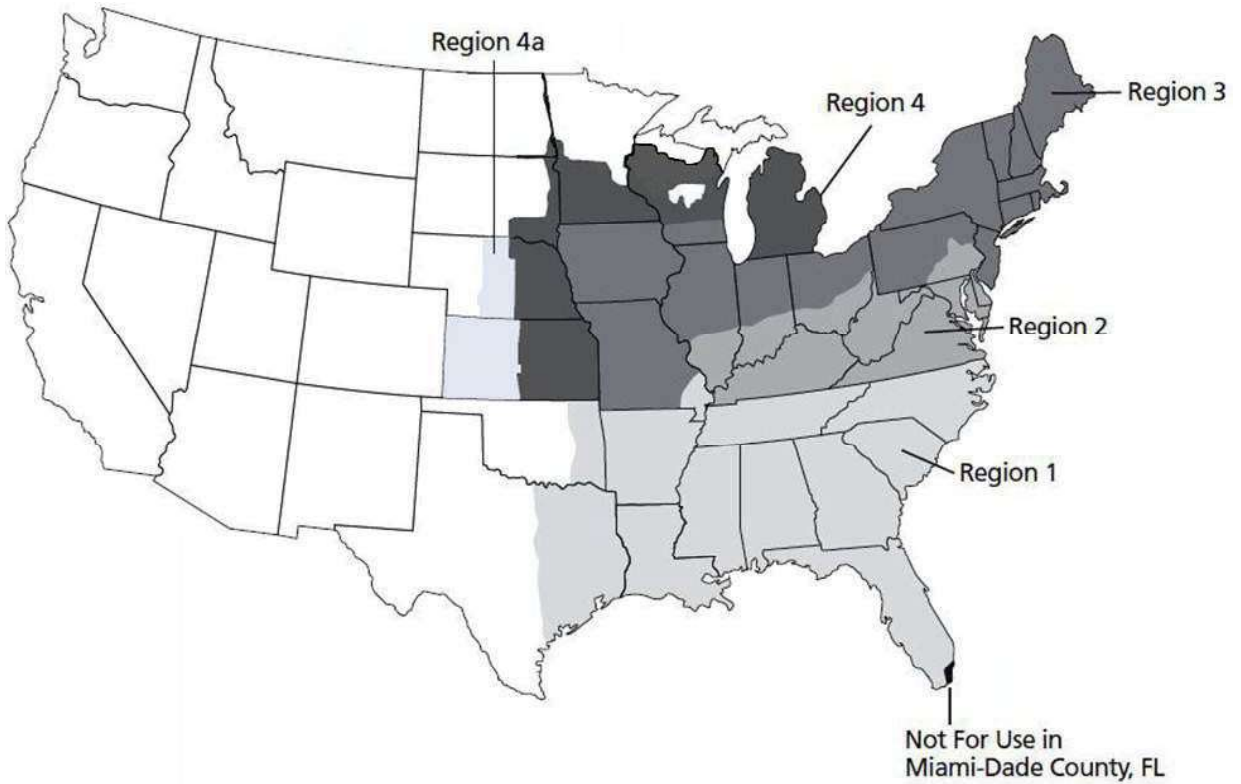 Region 4a
Region 4
Region 3
Region 2
Region 1
Not For Use in
Miami-Dade County, FL